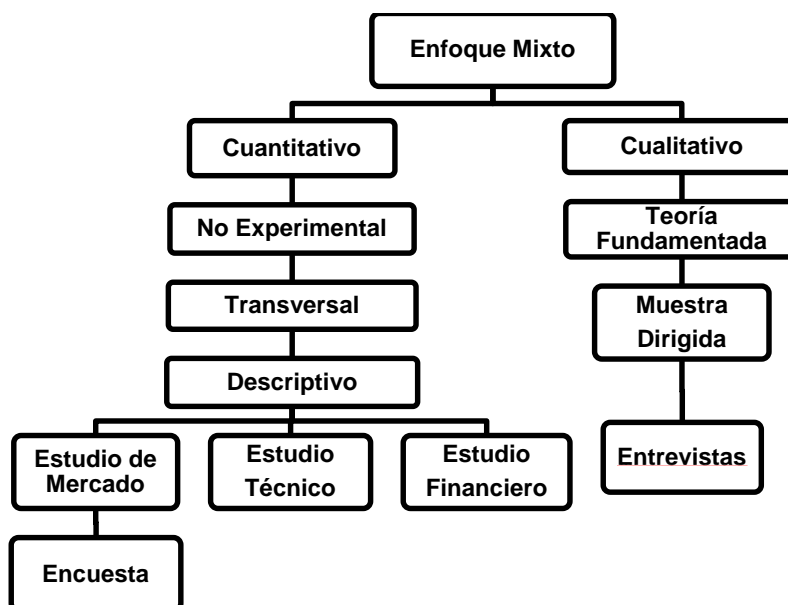 Enfoque Mixto
Cuantitativo
Cualitativo
No Experimental
Teoría
Fundamentada
Transversal
Muestra
Dirigida
Descriptivo
Estudio de
Mercado
Estudio
Técnico
Estudio
Financiero
Entrevistas
Encuesta